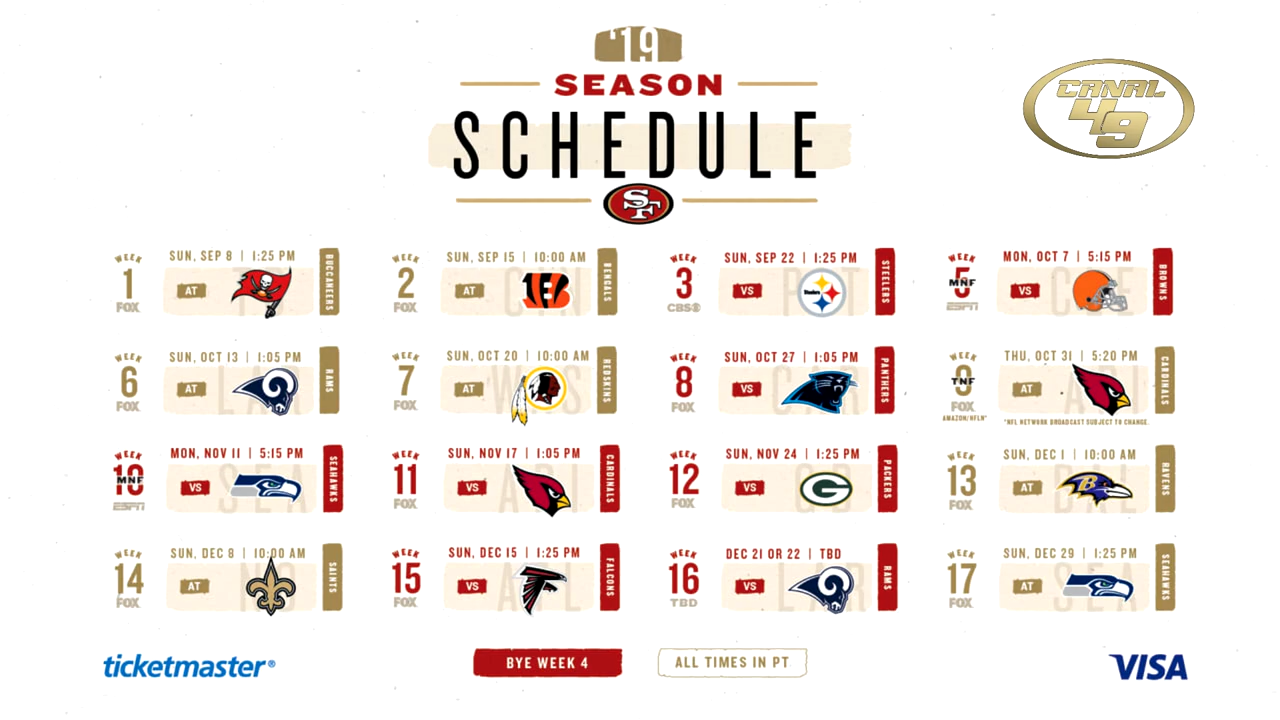 '19
SEASON
SCHEDULE
SF
CANAL
49
WEEK
1
FOX
SUN, SEP 8 | 1:25 PM
AT
BUCCANEERS
WEEK
2
FOX
SUN, SEP 15 | 10:00 AM
AT
B
BENGALS
WEEK
3
CBS
SUN, SEP 22 | 1:25 PM
VS
Steelers
STEELERS
WEEK
5
MNF
ESPN
MON, OCT 7 | 5:15 PM
VS
BROWNS
WEEK
6
FOX
SUN, OCT 13 | 1:05 PM
AT
RAMS
WEEK
7
FOX
SUN, OCT 20 | 10:00 AM
AT
REDSKINS
WEEK
8
FOX
SUN, OCT 27 | 1:05 PM
VS
PANTHERS
WEEK
9
TNF
FOX
AMAZON/NFLN*
THU, OCT 31 | 5:20 PM
AT
CARDINALS
*NFL NETWORK BROADCAST SUBJECT TO CHANGE.
WEEK
10
MNF
ESPN
MON, NOV 11 | 5:15 PM
VS
SEAHAWKS
WEEK
11
FOX
SUN, NOV 17 | 1:05 PM
VS
CARDINALS
WEEK
12
FOX
SUN, NOV 24 | 1:25 PM
VS
G
PACKERS
WEEK
13
FOX
SUN, DEC 1 | 10:00 AM
AT
B
RAVENS
WEEK
14
FOX
SUN, DEC 8 | 10:00 AM
AT
SAINTS
WEEK
15
FOX
SUN, DEC 15 | 1:25 PM
VS
FALCONS
WEEK
16
TBD
DEC 21 OR 22 | TBD
VS
RAMS
WEEK
17
FOX
SUN, DEC 29 | 1:25 PM
AT
SEAHAWKS
ticketmaster®
BYE WEEK 4
ALL TIMES IN PT
VISA